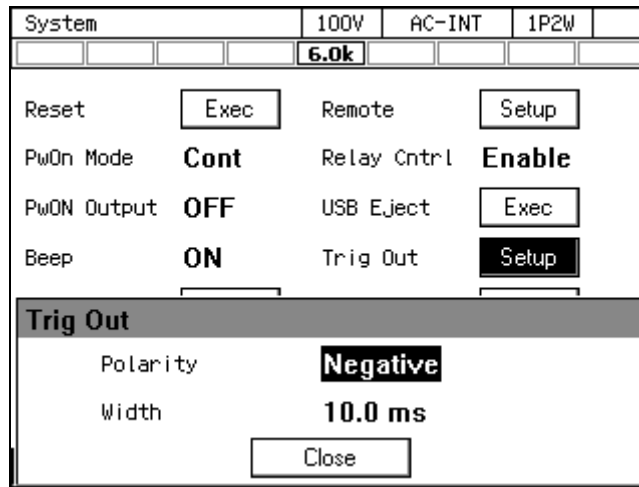 System 100V AC-INT 1P2W
6.0k
Reset Exec Remote Setup
PwOn Mode Cont Relay Cntrl Enable
PwON Output OFF USB Eject Exec
Beep ON Trig Out Setup
Trig Out
Polarity Negative
Width 10.0 ms
Close